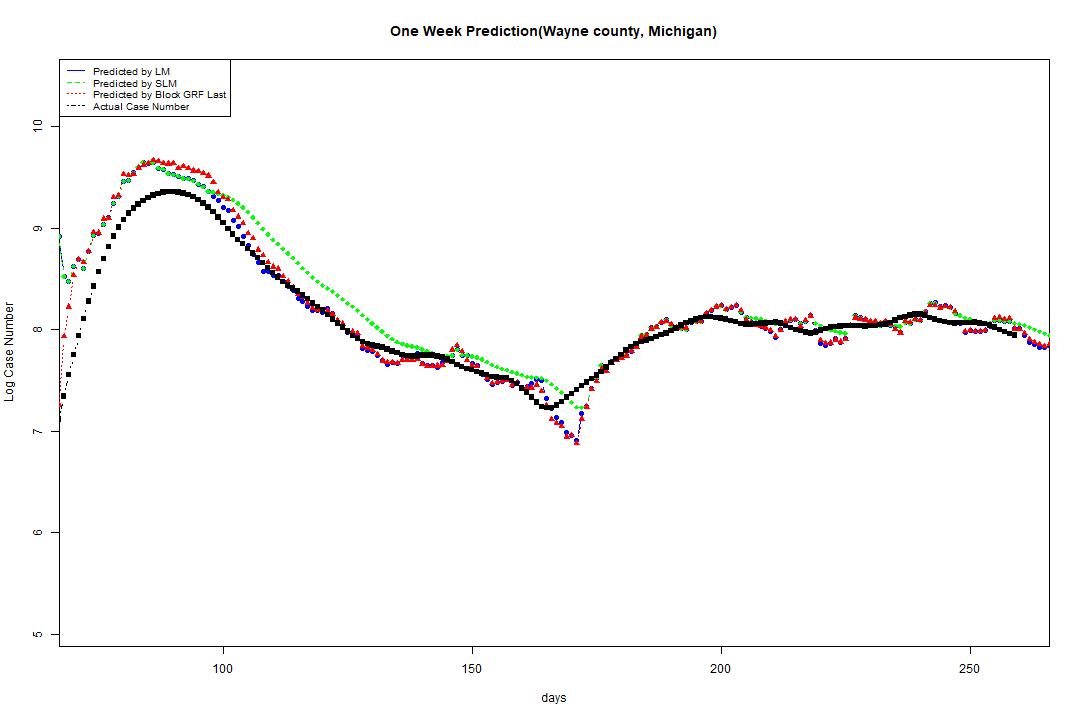 One Week Prediction(Wayne county, Michigan)
Predicted by LM
Predicted by SLM
Predicted by Block GRF Last
Actual Case Number
10
9
8
7
6
5
Log Case Number
100 150 200 250
days